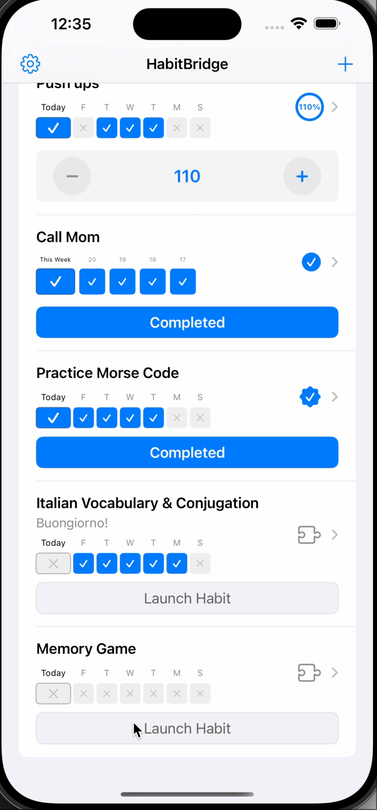 12:35
HabitBridge
Push ups
Today F W T T M S
110%
110
Call Mom
This Week 20 19 18 17
Completed
Practice Morse Code
Today F T W T M S
Completed
Italian Vocabulary & Conjugation
Buongiorno!
Today F T W T M S
Launch Habit
Memory Game
Today F T W T M S
Launch Habit